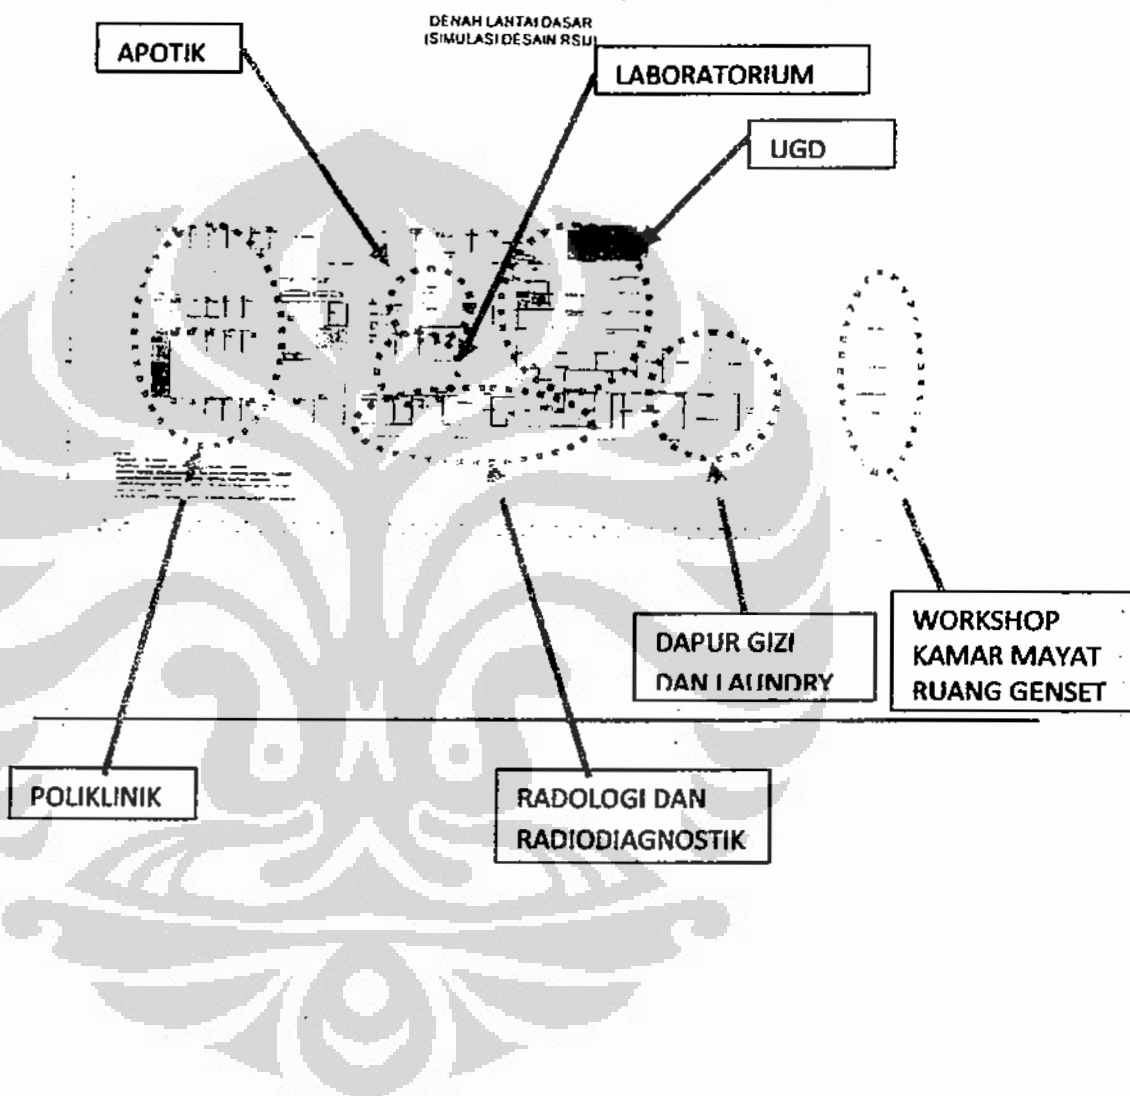 DENAH LANTAI DASAR
(SIMULASI DESAIN RSIJ)
APOTIK
LABORATORIUM
UGD
DAPUR GIZI
DAN LAUNDRY
WORKSHOP
KAMAR MAYAT
RUANG GENSET
POLIKLINIK
RADOLOGI DAN
RADIODIAGNOSTIK